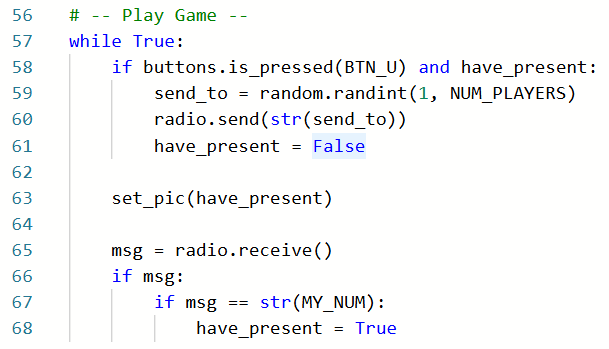 56 # -- Play Game --
57 while True:
58     if buttons.is_pressed(BTN_U) and have_present:
59         send_to = random.randint(1, NUM_PLAYERS)
60         radio.send(str(send_to))
61         have_present = False
62
63     set_pic(have_present)
64
65     msg = radio.receive()
66     if msg:
67         if msg == str(MY_NUM):
68             have_present = True